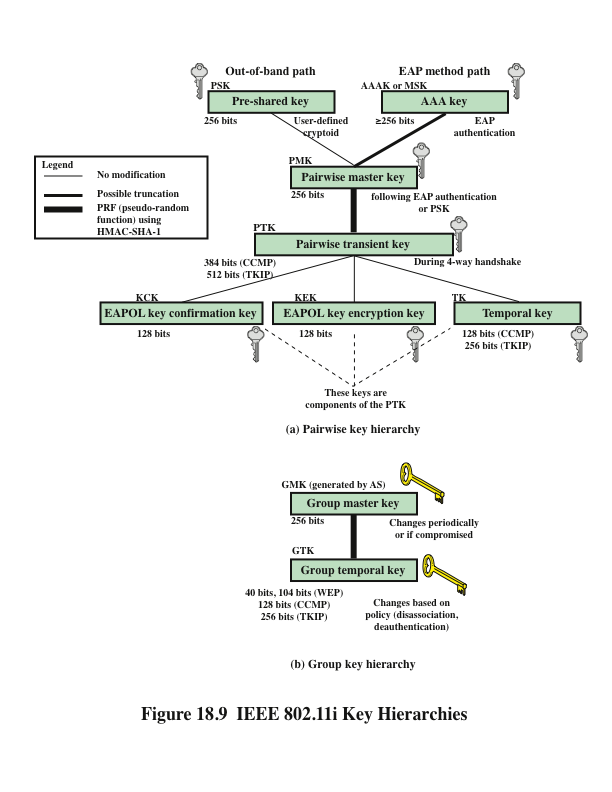 Out-of-band path
EAP method path
PSK
AAAK or MSK
Pre-shared key
AAA key
256 bits
User-defined
cryptoid
≥256 bits
EAP
authentication
Legend
No modification
Possible truncation
PRF (pseudo-random
function) using
HMAC-SHA-1
PMK
Pairwise master key
256 bits
following EAP authentication
or PSK
PTK
Pairwise transient key
384 bits (CCMP)
512 bits (TKIP)
During 4-way handshake
KCK
KEK
TK
EAPOL key confirmation key
EAPOL key encryption key
Temporal key
128 bits
128 bits
128 bits (CCMP)
256 bits (TKIP)
These keys are
components of the PTK
(a) Pairwise key hierarchy
GMK (generated by AS)
Group master key
256 bits
Changes periodically
or if compromised
GTK
Group temporal key
40 bits, 104 bits (WEP)
128 bits (CCMP)
256 bits (TKIP)
Changes based on
policy (disassociation,
deauthentication)
(b) Group key hierarchy
Figure 18.9 IEEE 802.11i Key Hierarchies